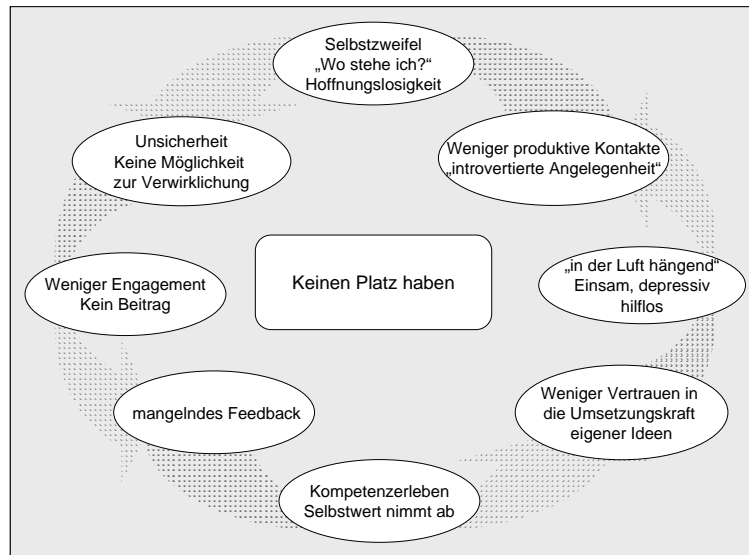 Selbstzweifel
„Wo stehe ich?“
Hoffnungslosigkeit
Weniger produktive Kontakte
„introvertierte Angelegenheit“
„in der Luft hängend“
Einsam, depressiv
hilflos
Weniger Vertrauen in
die Umsetzungskraft
eigener Ideen
Kompetenzerleben
Selbstwert nimmt ab
mangelndes Feedback
Weniger Engagement
Kein Beitrag
Unsicherheit
Keine Möglichkeit
zur Verwirklichung
Keinen Platz haben